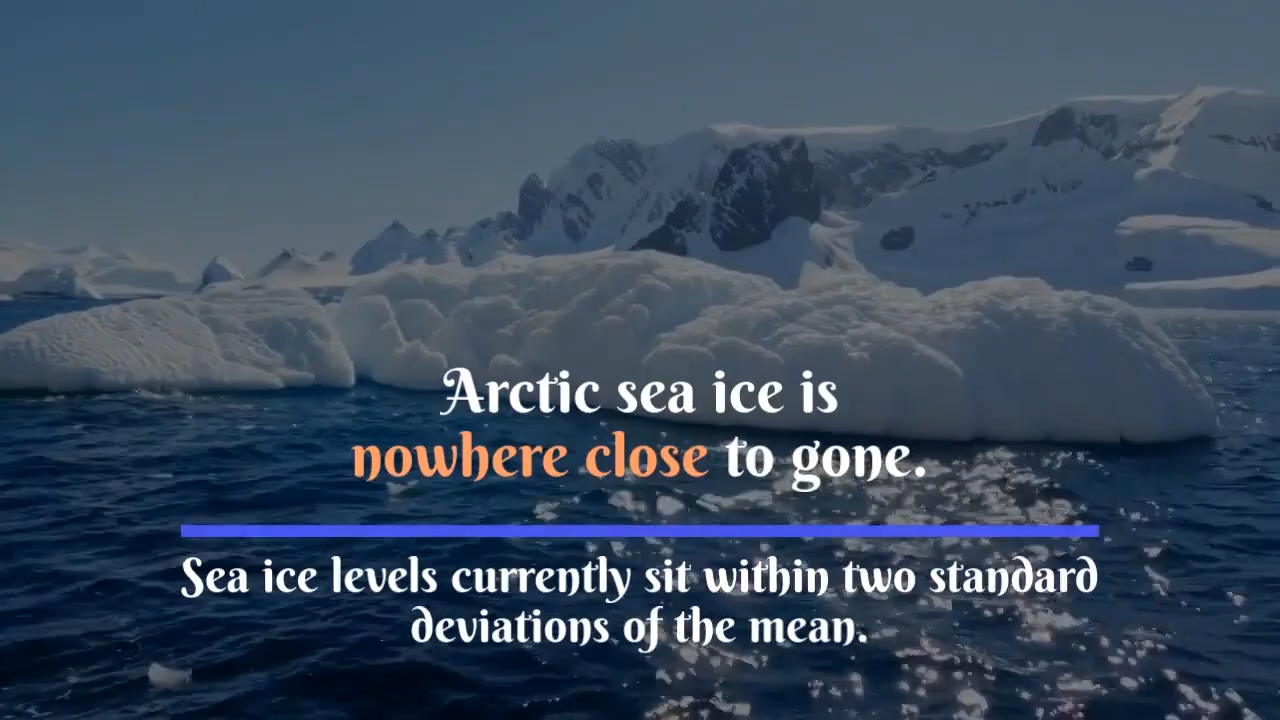 Arctic sea ice is
nowhere close to gone.
Sea ice levels currently sit within two standard
deviations of the mean.